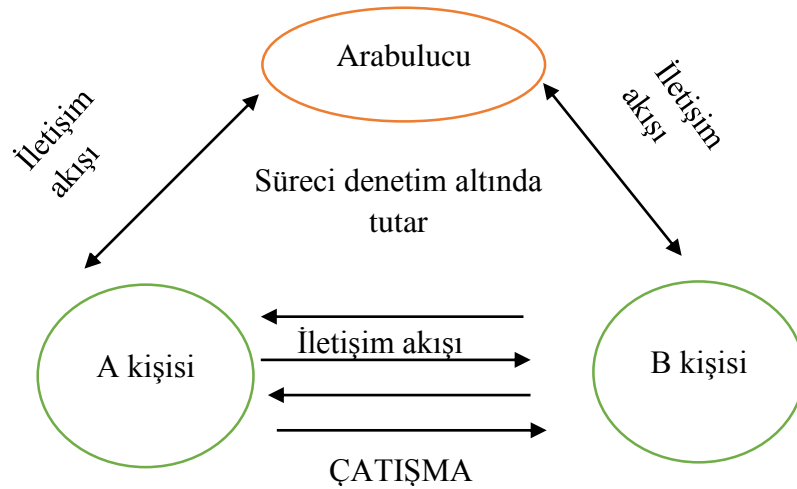 Arabulucu
İletişim
akışı
İletişim
akışı
Süreci denetim altında
tutar
A kişisi
İletişim akışı
B kişisi
ÇATIŞMA